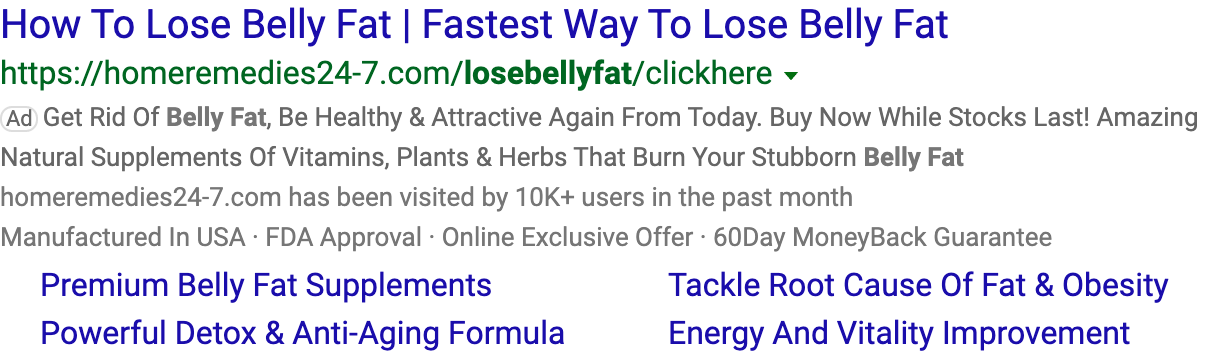 How To Lose Belly Fat | Fastest Way To Lose Belly Fat
https://homeremedies24-7.com/losebellyfat/clickhere
Ad Get Rid Of Belly Fat, Be Healthy & Attractive Again From Today. Buy Now While Stocks Last! Amazing
Natural Supplements Of Vitamins, Plants & Herbs That Burn Your Stubborn Belly Fat
homeremedies24-7.com has been visited by 10K+ users in the past month
Manufactured In USA · FDA Approval · Online Exclusive Offer · 60Day MoneyBack Guarantee
Premium Belly Fat Supplements Tackle Root Cause Of Fat & Obesity
Powerful Detox & Anti-Aging Formula Energy And Vitality Improvement